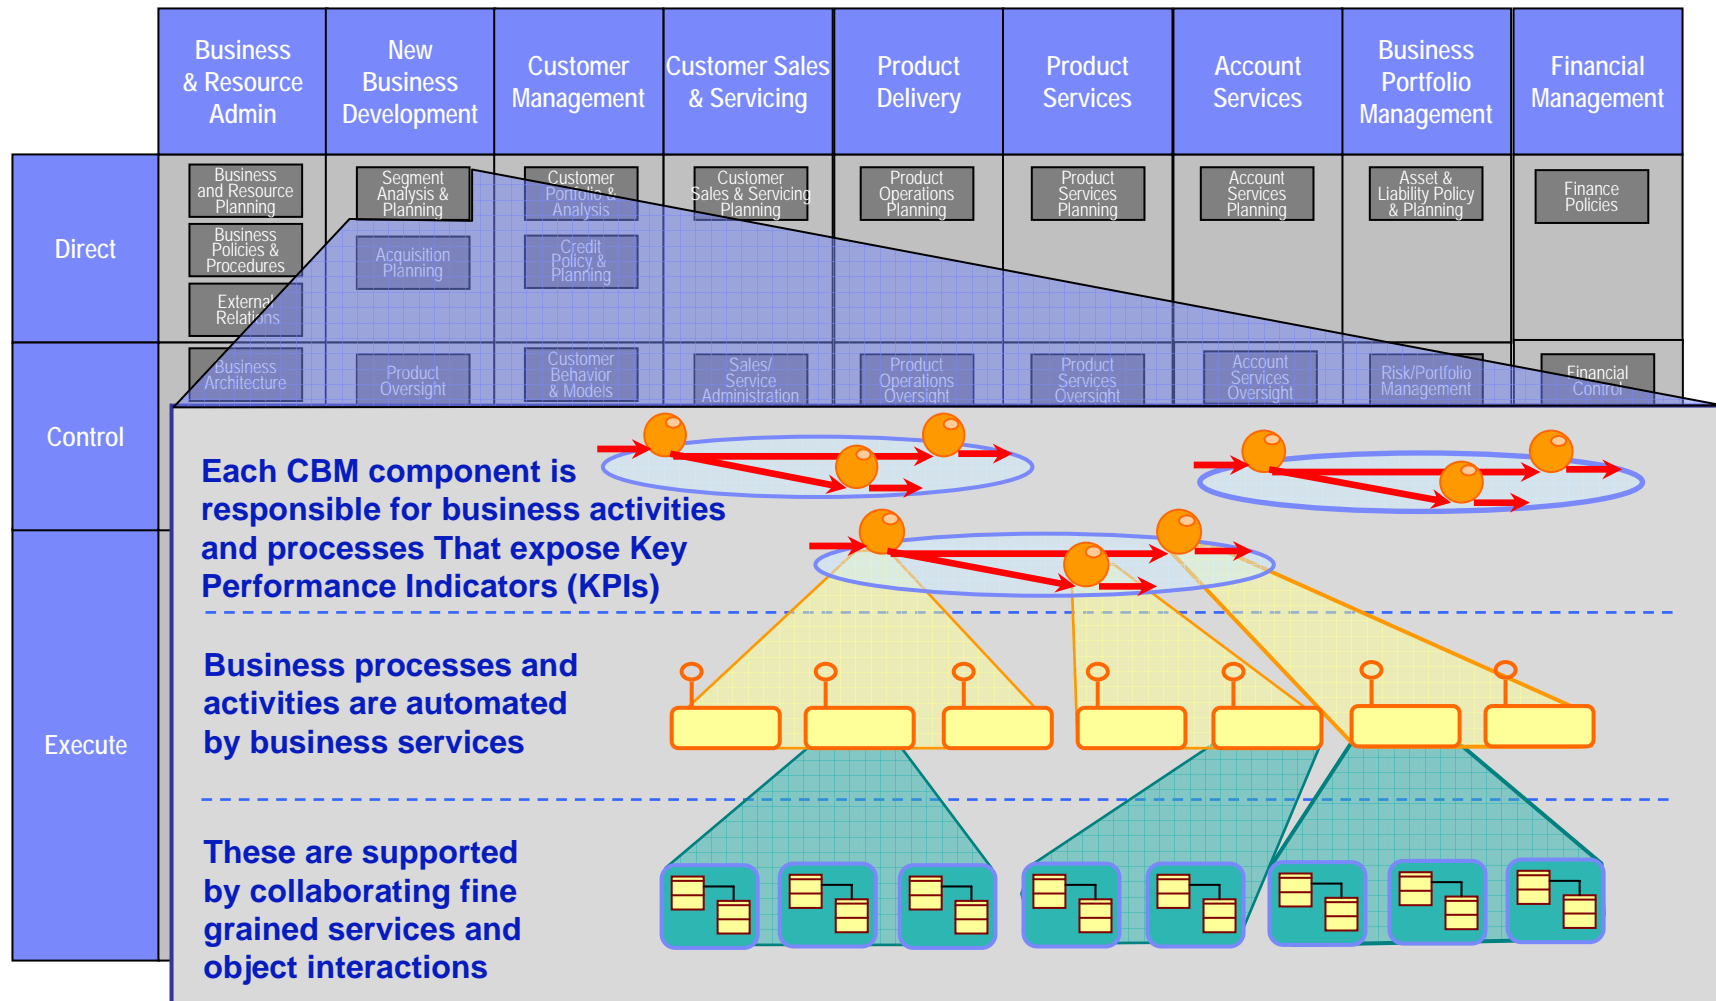 Business
& Resource
Admin
New
Business
Development
Customer
Management
Customer Sales
& Servicing
Product
Delivery
Product
Services
Account
Services
Business
Portfolio
Management
Financial
Management
Direct
Business
and Resource
Planning
Segment
Analysis &
Planning
Customer
Portfolio &
Analysis
Customer
Sales & Servicing
Planning
Product
Operations
Planning
Product
Services
Planning
Account
Services
Planning
Asset &
Liability Policy
& Planning
Finance
Policies
Business
Policies &
Procedures
Acquisition
Planning
Credit
Policy &
Planning
External
Relations
Control
Business
Architecture
Product
Oversight
Customer
Behavior
& Models
Sales/
Service
Administration
Product
Operations
Oversight
Product
Services
Oversight
Account
Services
Oversight
Risk/Portfolio
Management
Financial
Control
Execute
Each CBM component is
responsible for business activities
and processes That expose Key
Performance Indicators (KPIs)
Business processes and
activities are automated
by business services
These are supported
by collaborating fine
grained services and
object interactions